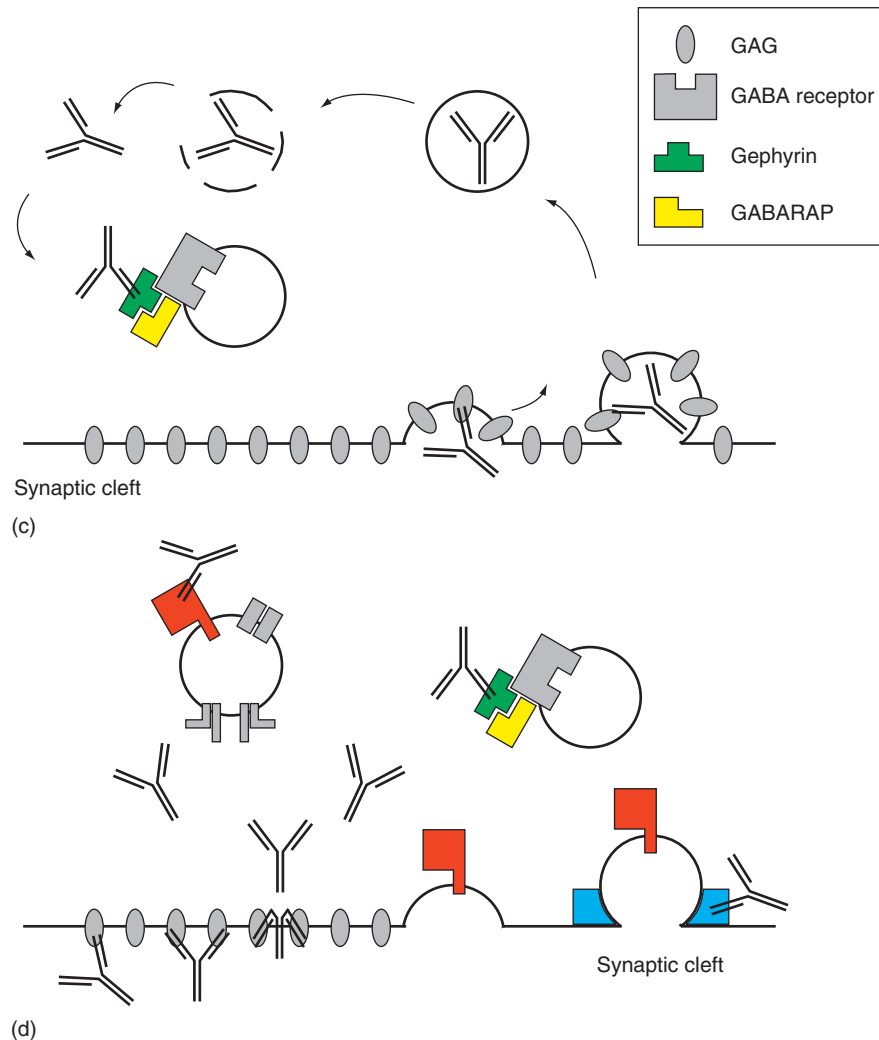 GAG
GABA receptor
Gephyrin
GABARAP
Synaptic cleft
(c)
Synaptic cleft
(d)